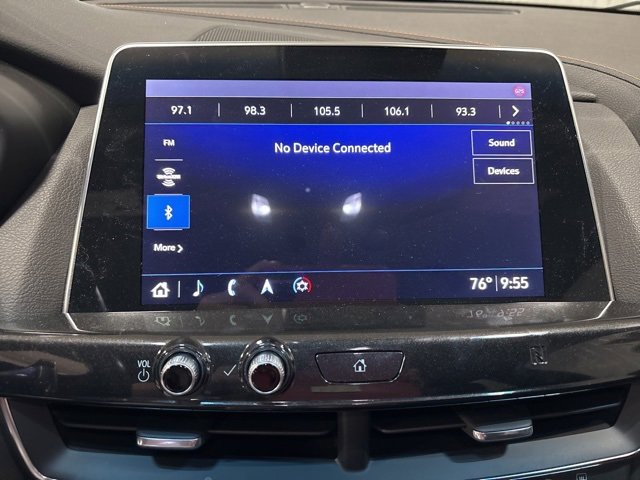 GPS
97.1 98.3 105.5 106.1 93.3
FM
No Device Connected
Sound
Devices
More
76° 9:55
VOL